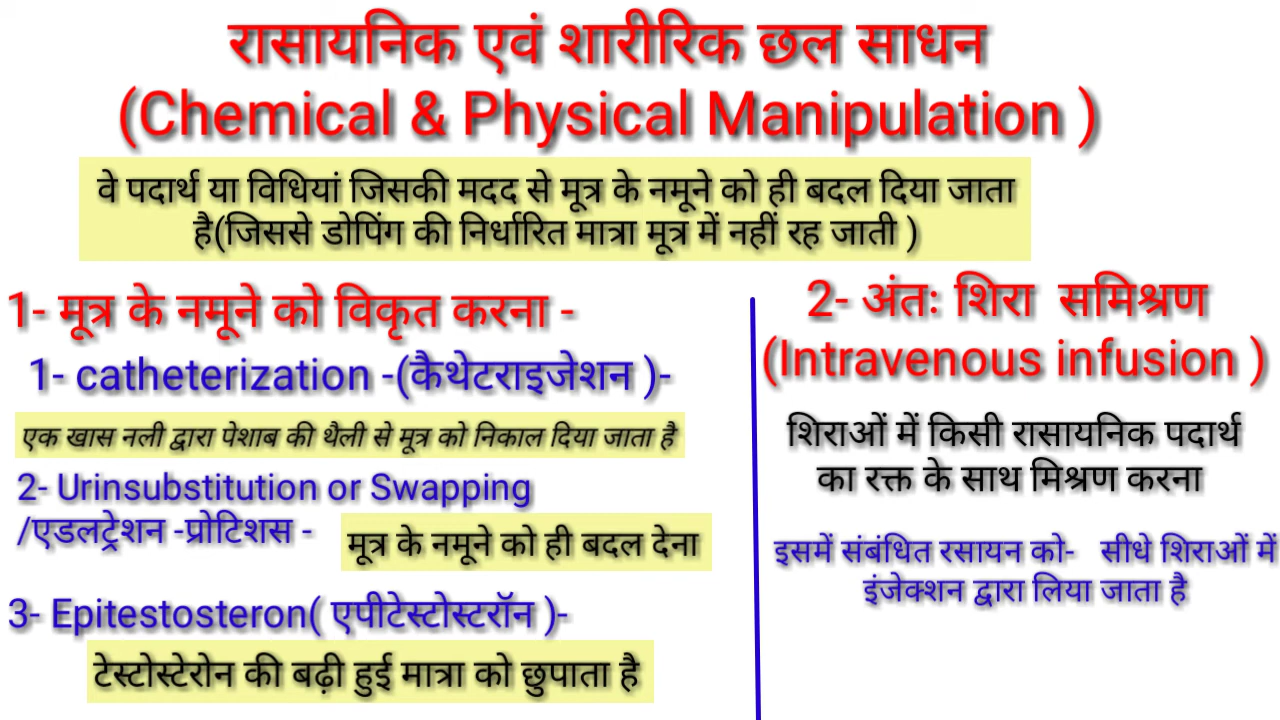 रासायनिक एवं शारीरिक छल साधन
(Chemical & Physical Manipulation )
वे पदार्थ या विधियां जिसकी मदद से मूत्र के नमूने को ही बदल दिया जाता
है(जिससे डोपिंग की निर्धारित मात्रा मूत्र में नहीं रह जाती )
1- मूत्र के नमूने को विकृत करना -
1- catheterization -(कैथेटराइजेशन )-
एक खास नली द्वारा पेशाब की थैली से मूत्र को निकाल दिया जाता है
2- Urinsubstitution or Swapping
/एडलट्रेशन -प्रोटिशस -
मूत्र के नमूने को ही बदल देना
3- Epitestosteron( एपीटेस्टोस्टरॉन )-
टेस्टोस्टेरोन की बढ़ी हुई मात्रा को छुपाता है
2- अंतः शिरा समिश्रण
(Intravenous infusion )
शिराओं में किसी रासायनिक पदार्थ
का रक्त के साथ मिश्रण करना
इसमें संबंधित रसायन को- सीधे शिराओं में
इंजेक्शन द्वारा लिया जाता है